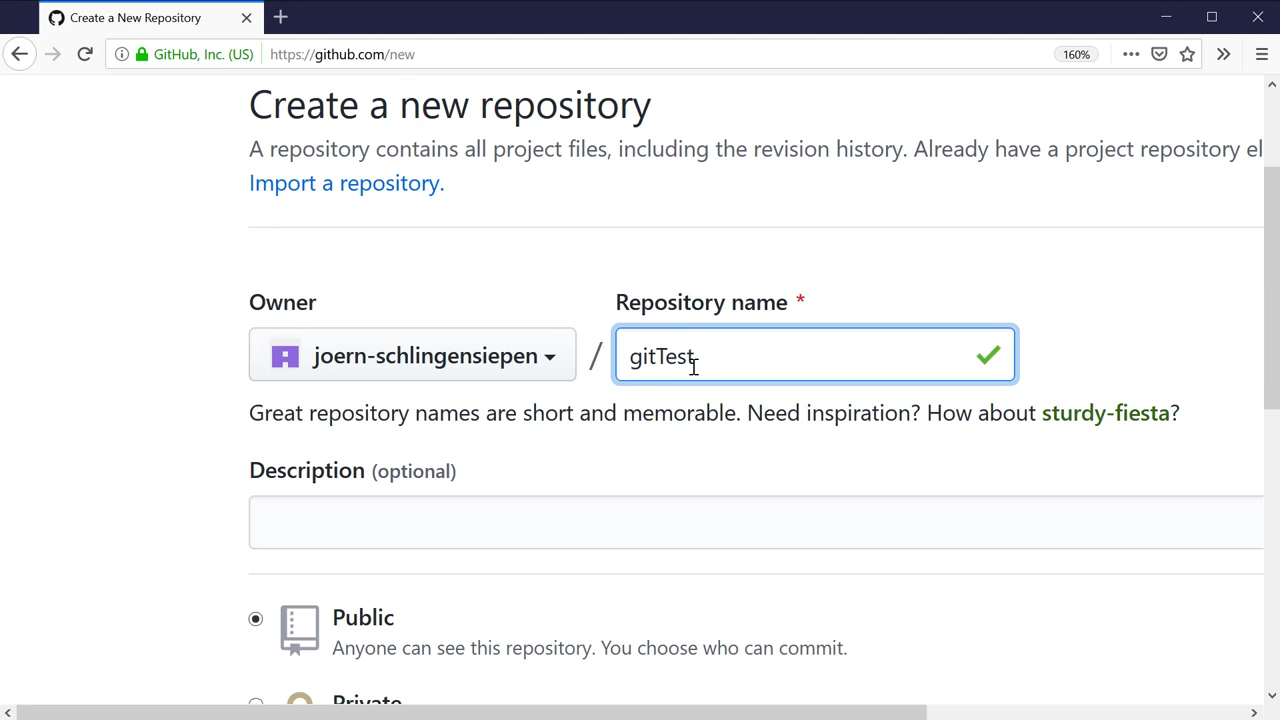 Create a New Repository
GitHub, Inc. (US)
https://github.com/new
160%
Create a new repository
A repository contains all project files, including the revision history. Already have a project repository el
Import a repository.
Owner
Repository name *
joern-schlingensiepen
/
gitTest
Great repository names are short and memorable. Need inspiration? How about sturdy-fiesta?
Description (optional)
Public
Anyone can see this repository. You choose who can commit.
Private